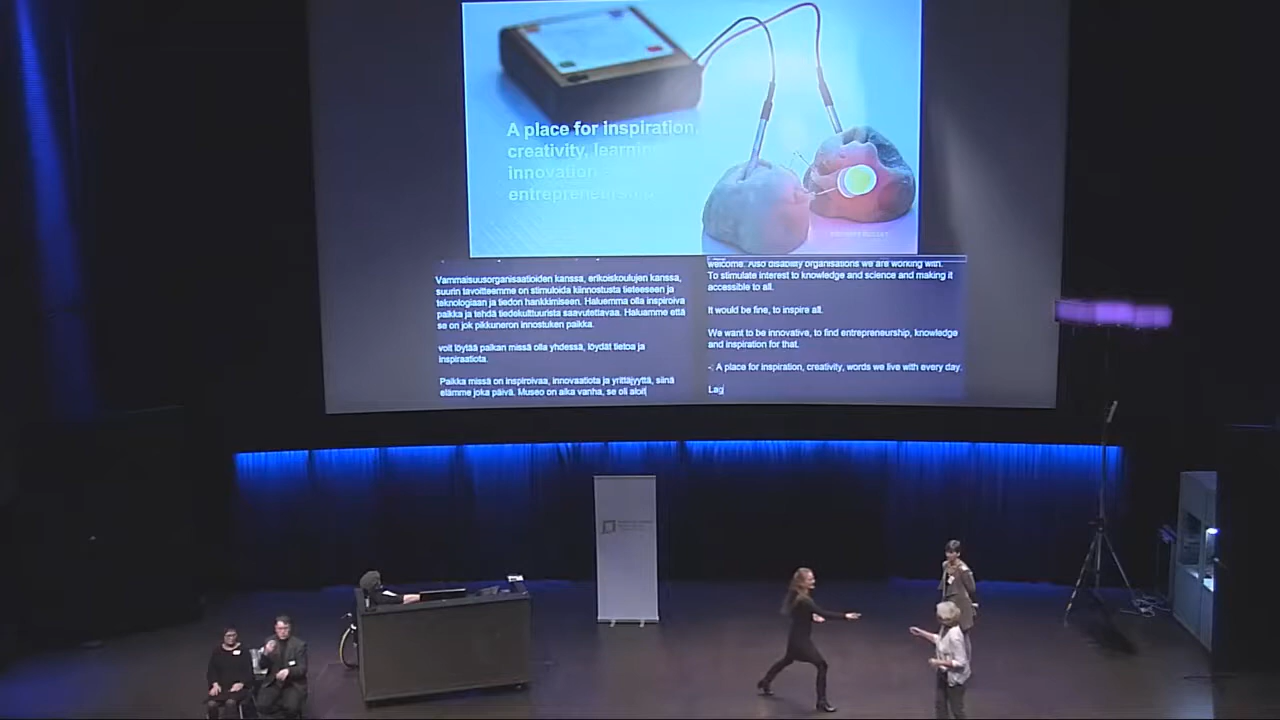 A place for inspiration,
creativity, learning
innovation
entrepreneurship
Vammaisuusorganisaatioiden kanssa, erikoiskoulujen kanssa,
suurin tavoitteemme on stimuloida kiinnostusta tieteeseen ja
teknologiaan ja tiedon hankkimiseen. Haluamma olla inspiroiva
paikka ja tehdä tiedekulttuurista saavutettavaa. Haluamme että
se on jok pikkuneron innostuken paikka.
voit löytää paikan missä olla yhdessä, löydät tietoa ja
inspiraatiota.
Paikka missä on inspiroivaa, innovaatiota ja yrittäjyyttä, siinä
elämme joka päivä. Museo on aika vanha, se oli aloit
welcome. Also disability organisations we are working with.
To stimulate interest to knowledge and science and making it
accessible to all.
It would be fine, to inspire all.
We want to be innovative, to find entrepreneurship, knowledge
and inspiration for that.
-: A place for inspiration, creativity, words we live with every day.
Lag